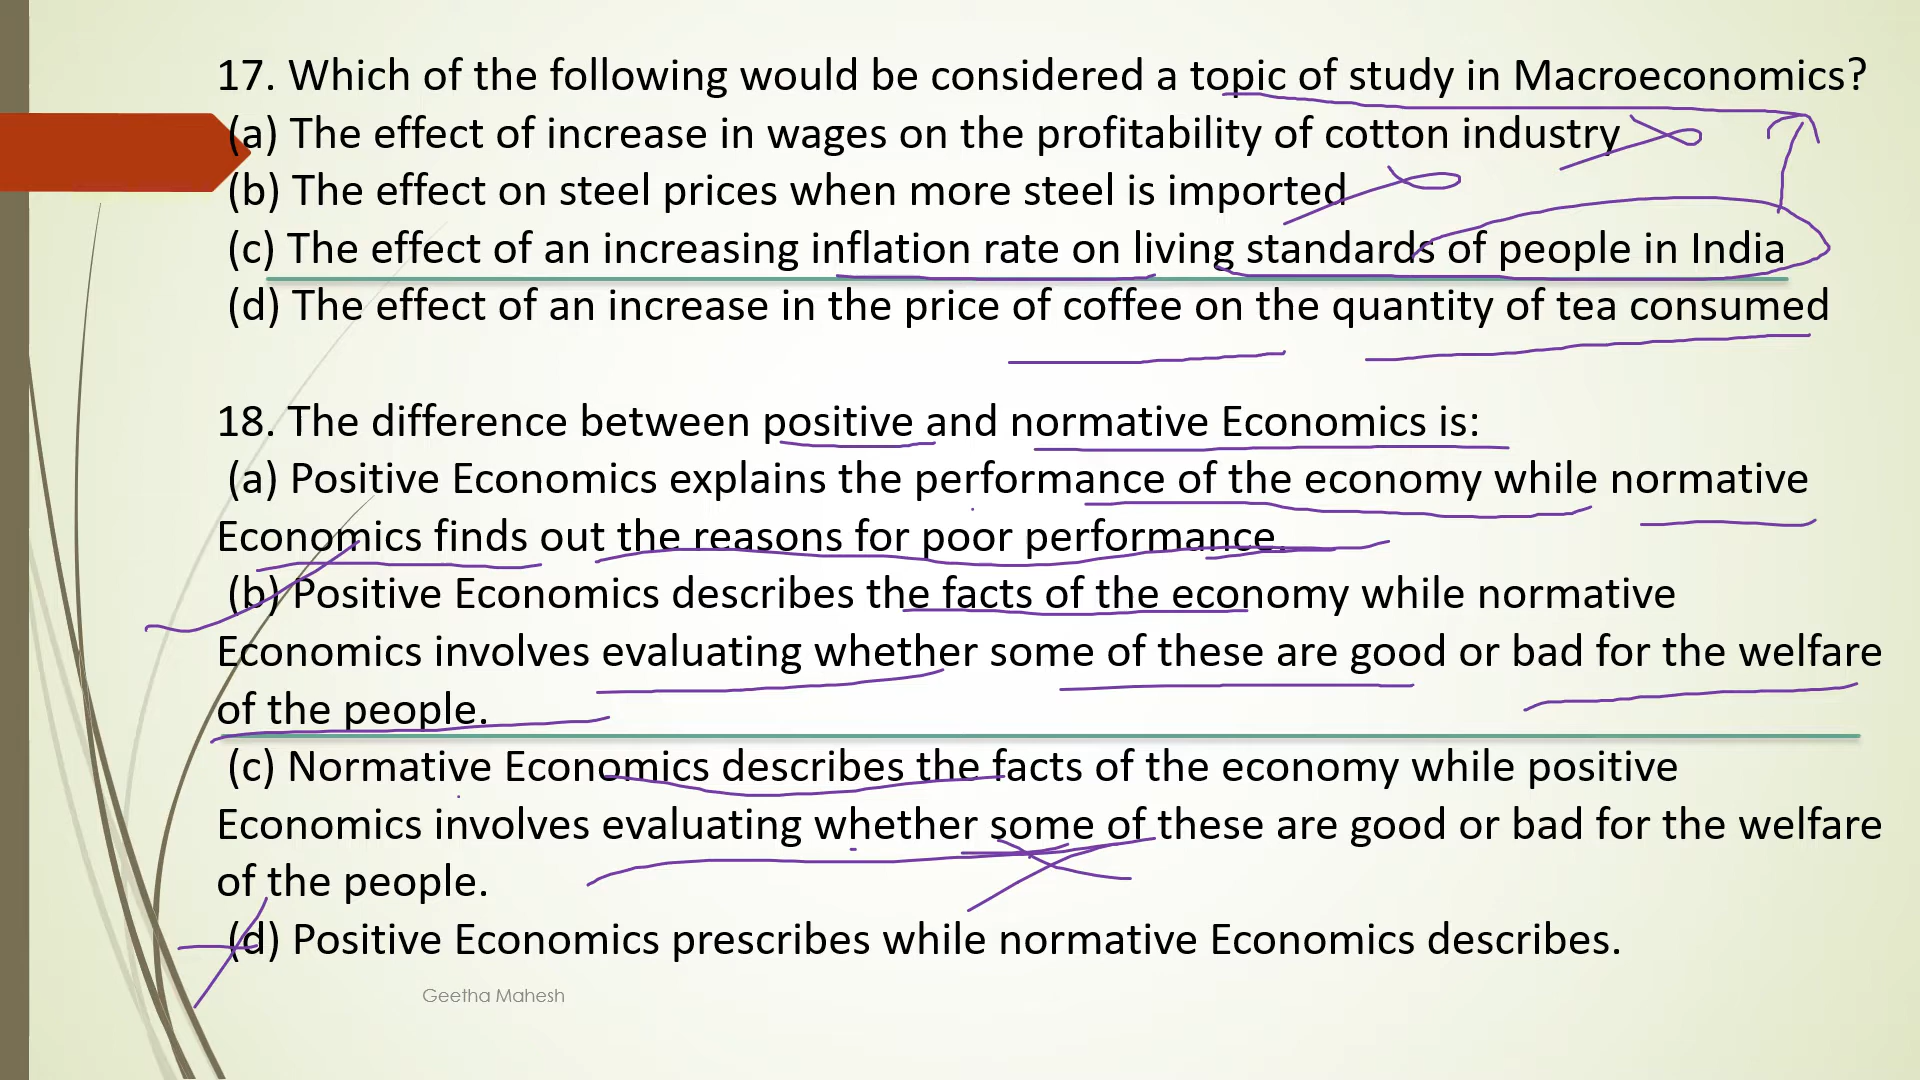 17. Which of the following would be considered a topic of study in Macroeconomics?
(a) The effect of increase in wages on the profitability of cotton industry
(b) The effect on steel prices when more steel is imported
(c) The effect of an increasing inflation rate on living standards of people in India
(d) The effect of an increase in the price of coffee on the quantity of tea consumed
18. The difference between positive and normative Economics is:
(a) Positive Economics explains the performance of the economy while normative
Economics finds out the reasons for poor performance.
(b) Positive Economics describes the facts of the economy while normative
Economics involves evaluating whether some of these are good or bad for the welfare
of the people.
(c) Normative Economics describes the facts of the economy while positive
Economics involves evaluating whether some of these are good or bad for the welfare
of the people.
(d) Positive Economics prescribes while normative Economics describes.
Geetha Mahesh